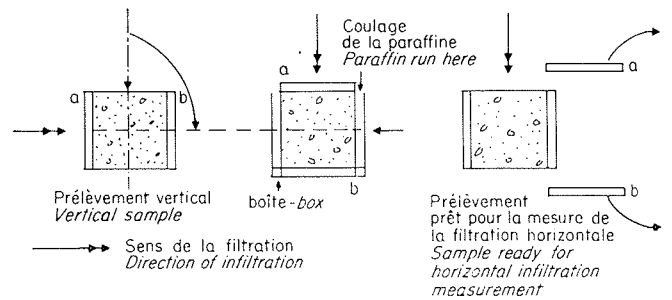 Coulage
de la paraffine
Paraffin run here
a
b
a
b
boîte-box
a
b
Prélèvement vertical
Vertical sample
Sens de la filtration
Direction of infiltration
Prélèvement
prêt pour la mesure de
la filtration horizontale
Sample ready for
horizontal infiltration
measurement